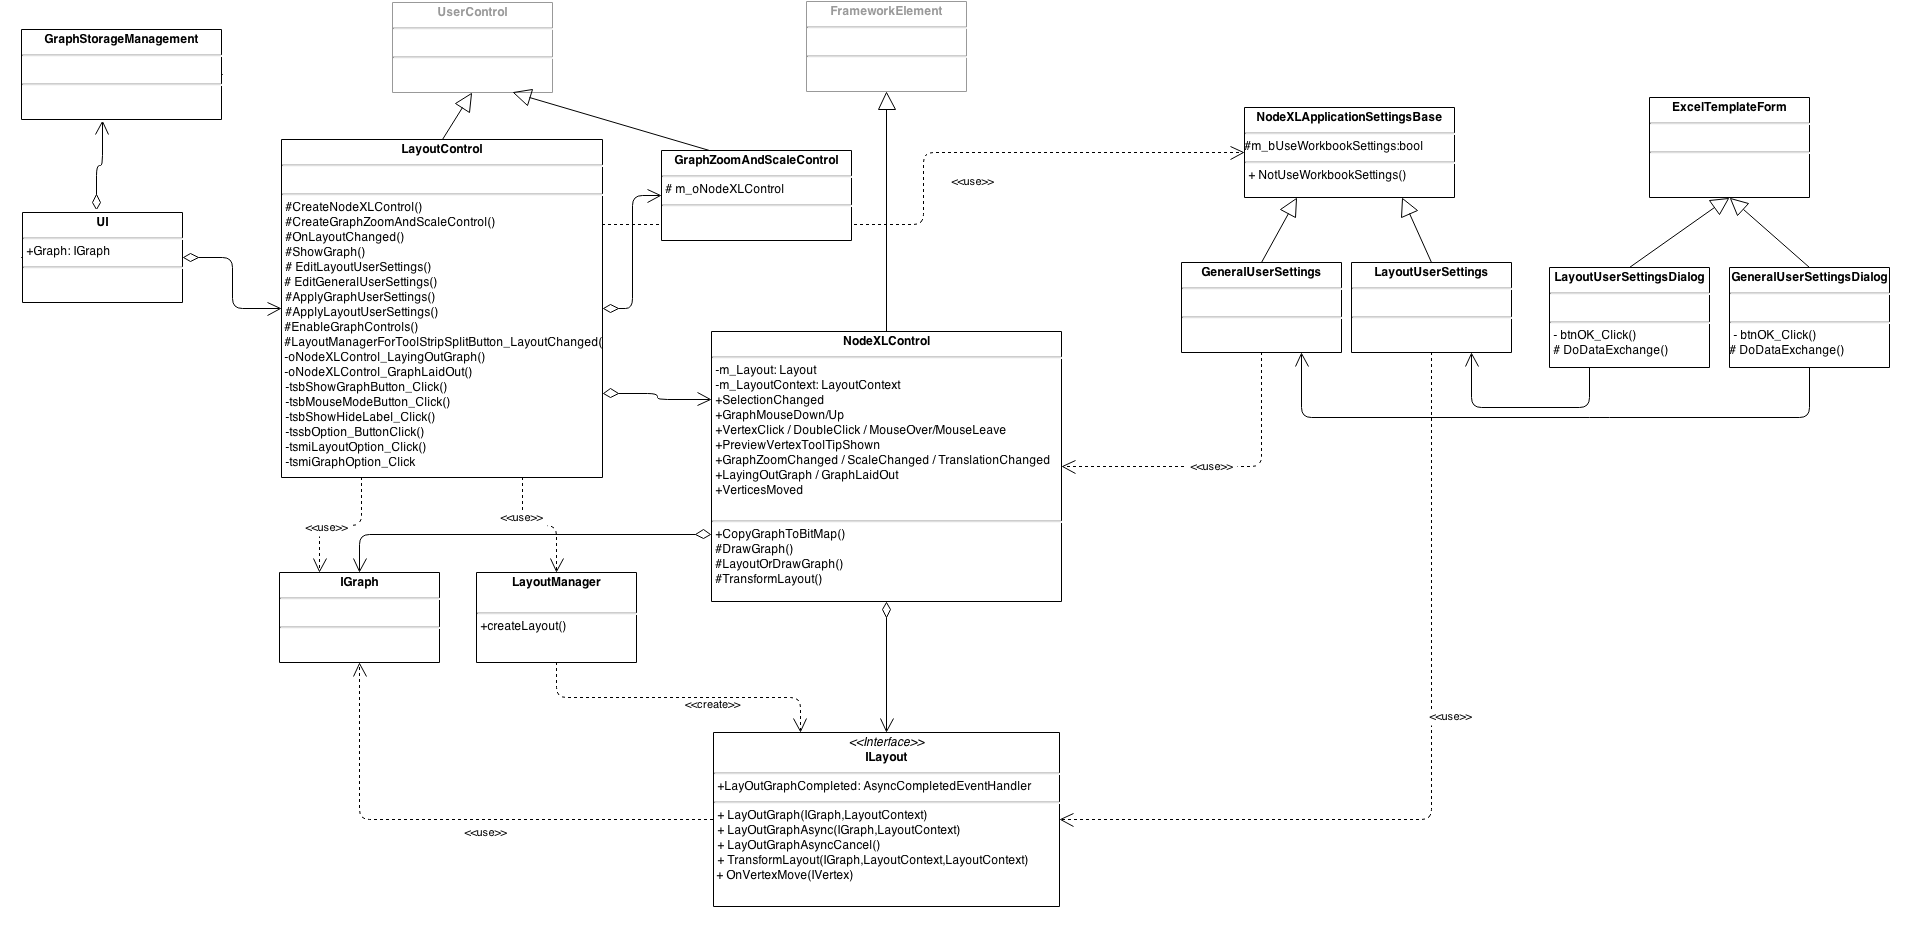 UserControl
FrameworkElement
GraphStorageManagement
ExcelTemplateForm
NodeXLApplicationSettingsBase
#m_bUseWorkbookSettings:bool
+ NotUseWorkbookSettings()
LayoutControl
#CreateNodeXLControl()
#CreateGraphZoomAndScaleControl()
#OnLayoutChanged()
#ShowGraph()
# EditLayoutUserSettings()
# EditGeneralUserSettings()
#ApplyGraphUserSettings()
#ApplyLayoutUserSettings()
#EnableGraphControls()
#LayoutManagerForToolStripSplitButton_LayoutChanged(
-oNodeXLControl_LayingOutGraph()
-oNodeXLControl_GraphLaidOut()
-tsbShowGraphButton_Click()
-tsbMouseModeButton_Click()
-tsbShowHideLabel_Click()
-tssbOption_ButtonClick()
-tsmiLayoutOption_Click()
-tsmiGraphOption_Click
GraphZoomAndScaleControl
# m_oNodeXLControl
<<use>>
UI
+Graph: IGraph
GeneralUserSettings
LayoutUserSettings
LayoutUserSettingsDialog
- btnOK_Click()
# DoDataExchange()
GeneralUserSettingsDialog
- btnOK_Click()
# DoDataExchange()
NodeXLControl
-m_Layout: Layout
-m_LayoutContext: LayoutContext
+SelectionChanged
+GraphMouseDown/Up
+VertexClick / DoubleClick / MouseOver/MouseLeave
+PreviewVertexToolTipShown
+GraphZoomChanged / ScaleChanged / TranslationChanged
+LayingOutGraph / GraphLaidOut
+VerticesMoved
+CopyGraphToBitMap()
#DrawGraph()
#LayoutOrDrawGraph()
#TransformLayout()
<<use>>
<<use>>
<<use>>
IGraph
LayoutManager
+createLayout()
<<create>>
<<use>>
<<Interface>>
ILayout
+LayOutGraphCompleted: AsyncCompletedEventHandler
+ LayOutGraph(IGraph,LayoutContext)
+ LayOutGraphAsync(IGraph,LayoutContext)
+ LayOutGraphAsyncCancel()
+ TransformLayout(IGraph,LayoutContext,LayoutContext)
+ OnVertexMove(IVertex)
<<use>>